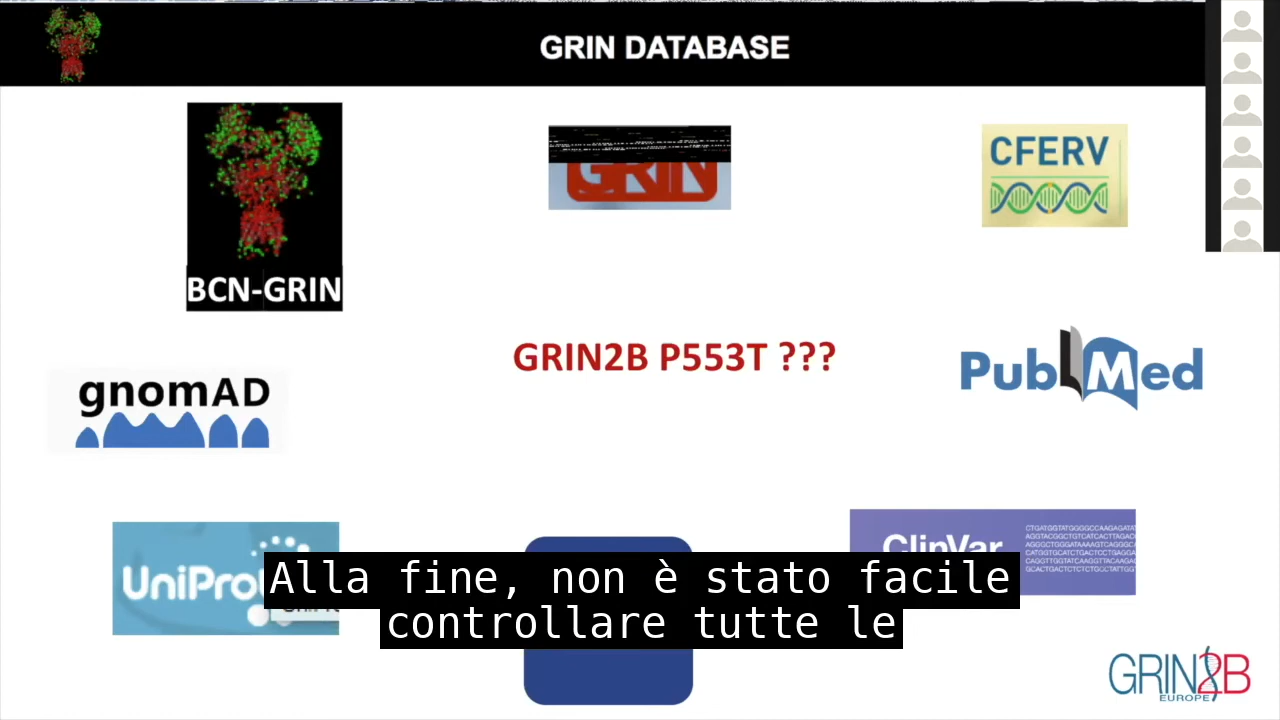 GRIN DATABASE
GRIN
CFERV
BCN-GRIN
GRIN2B P553T ???
PubMed
gnomAD
Alla fine, non è stato facile
controllare tutte le
GRIN2B
EUROPE